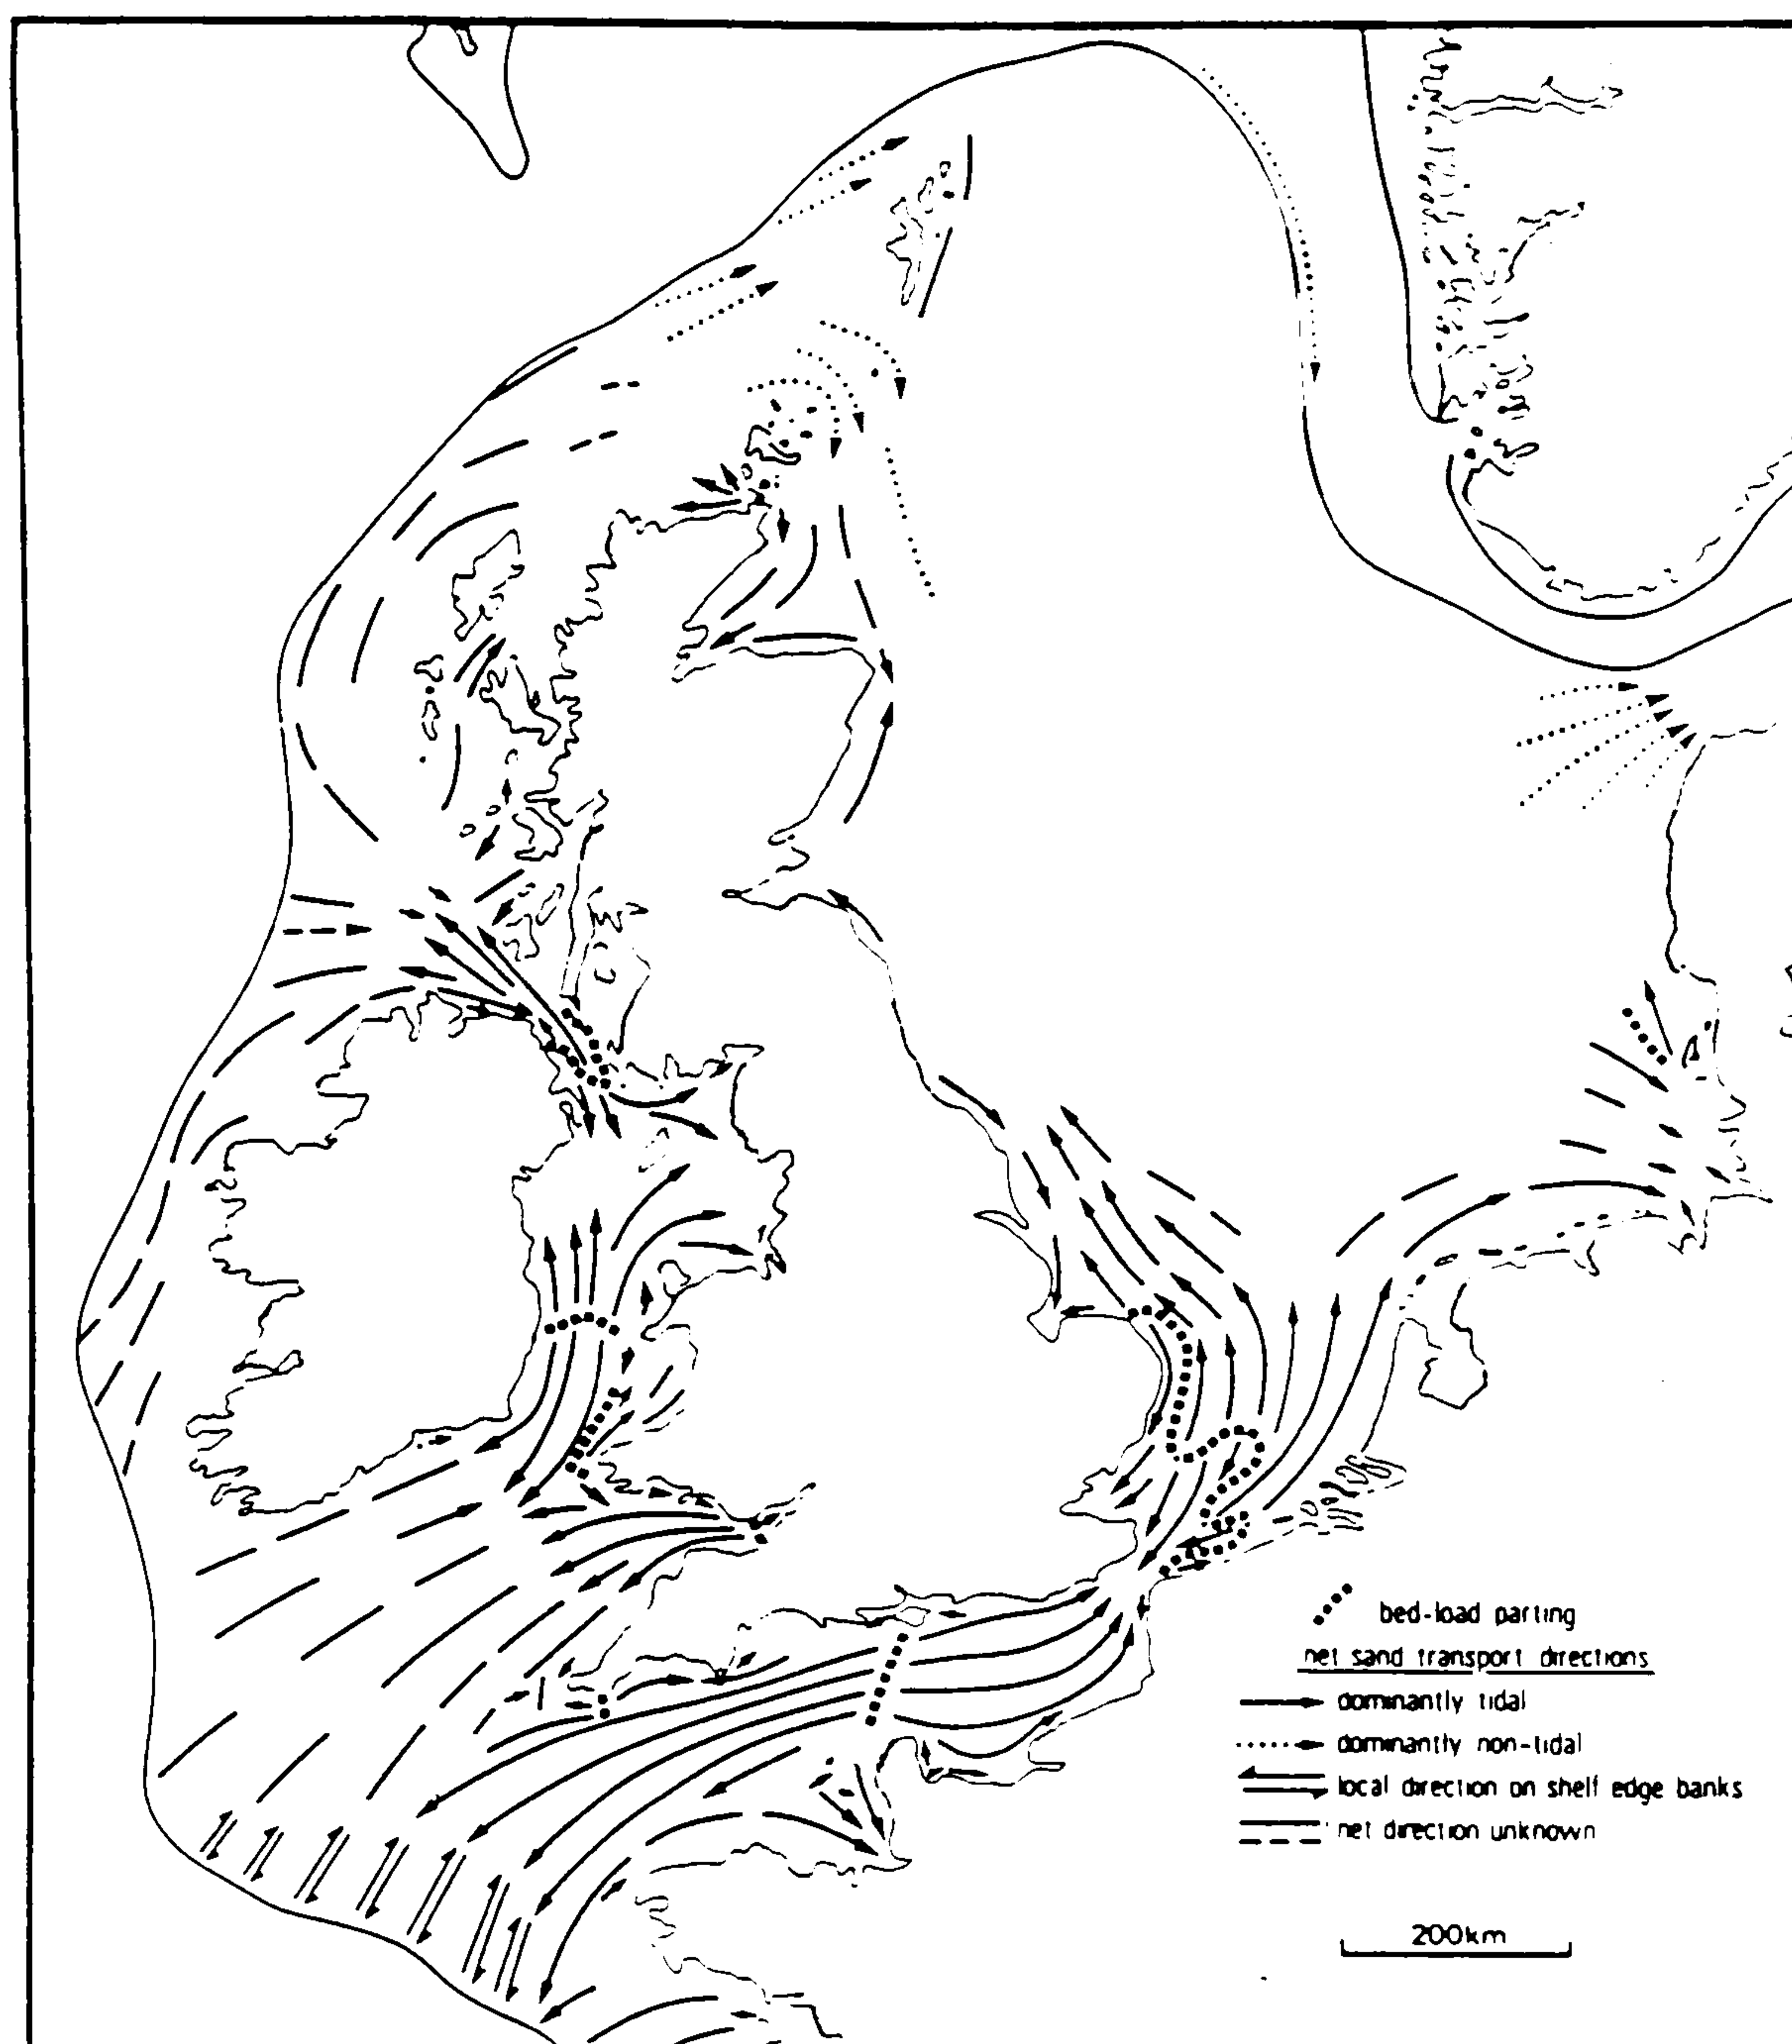 bed-load parting
net sand transport directions
dominantly tidal
dominantly non-tidal
local direction on shelf edge banks
net direction unknown
200km